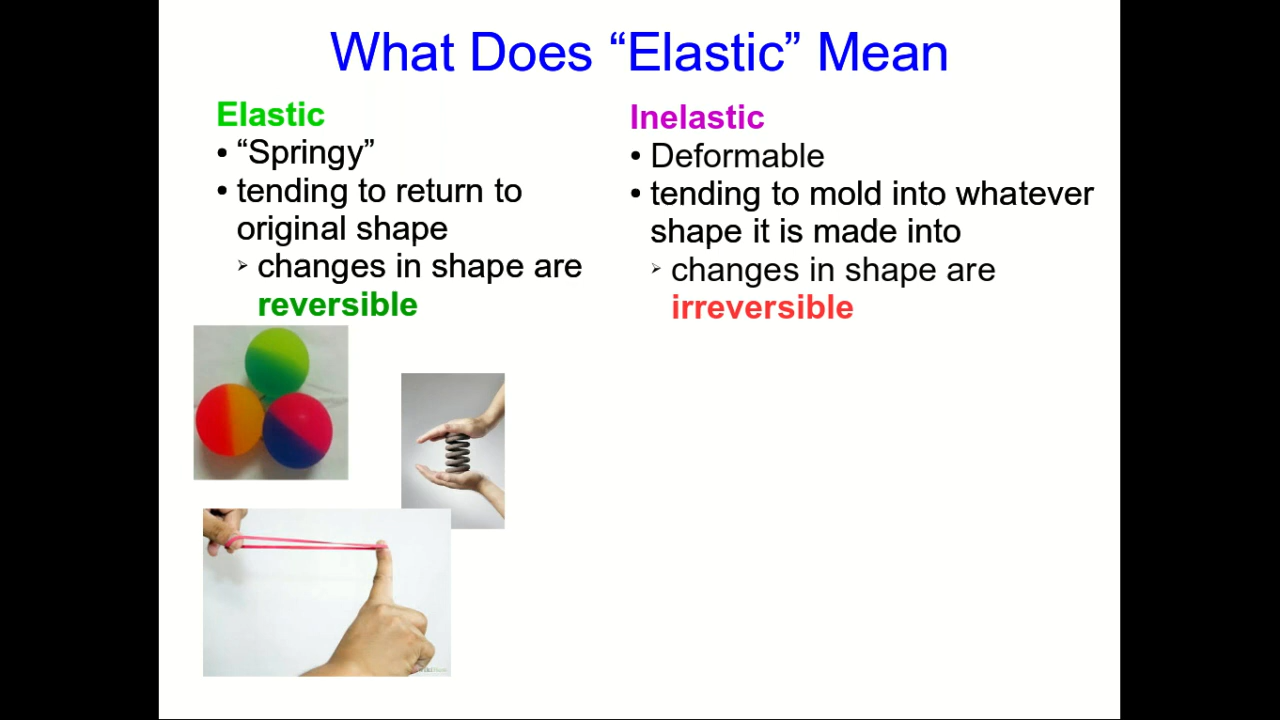 What Does “Elastic” Mean
Elastic
• “Springy”
• tending to return to
original shape
➢ changes in shape are
reversible
Inelastic
• Deformable
• tending to mold into whatever
shape it is made into
➢ changes in shape are
irreversible